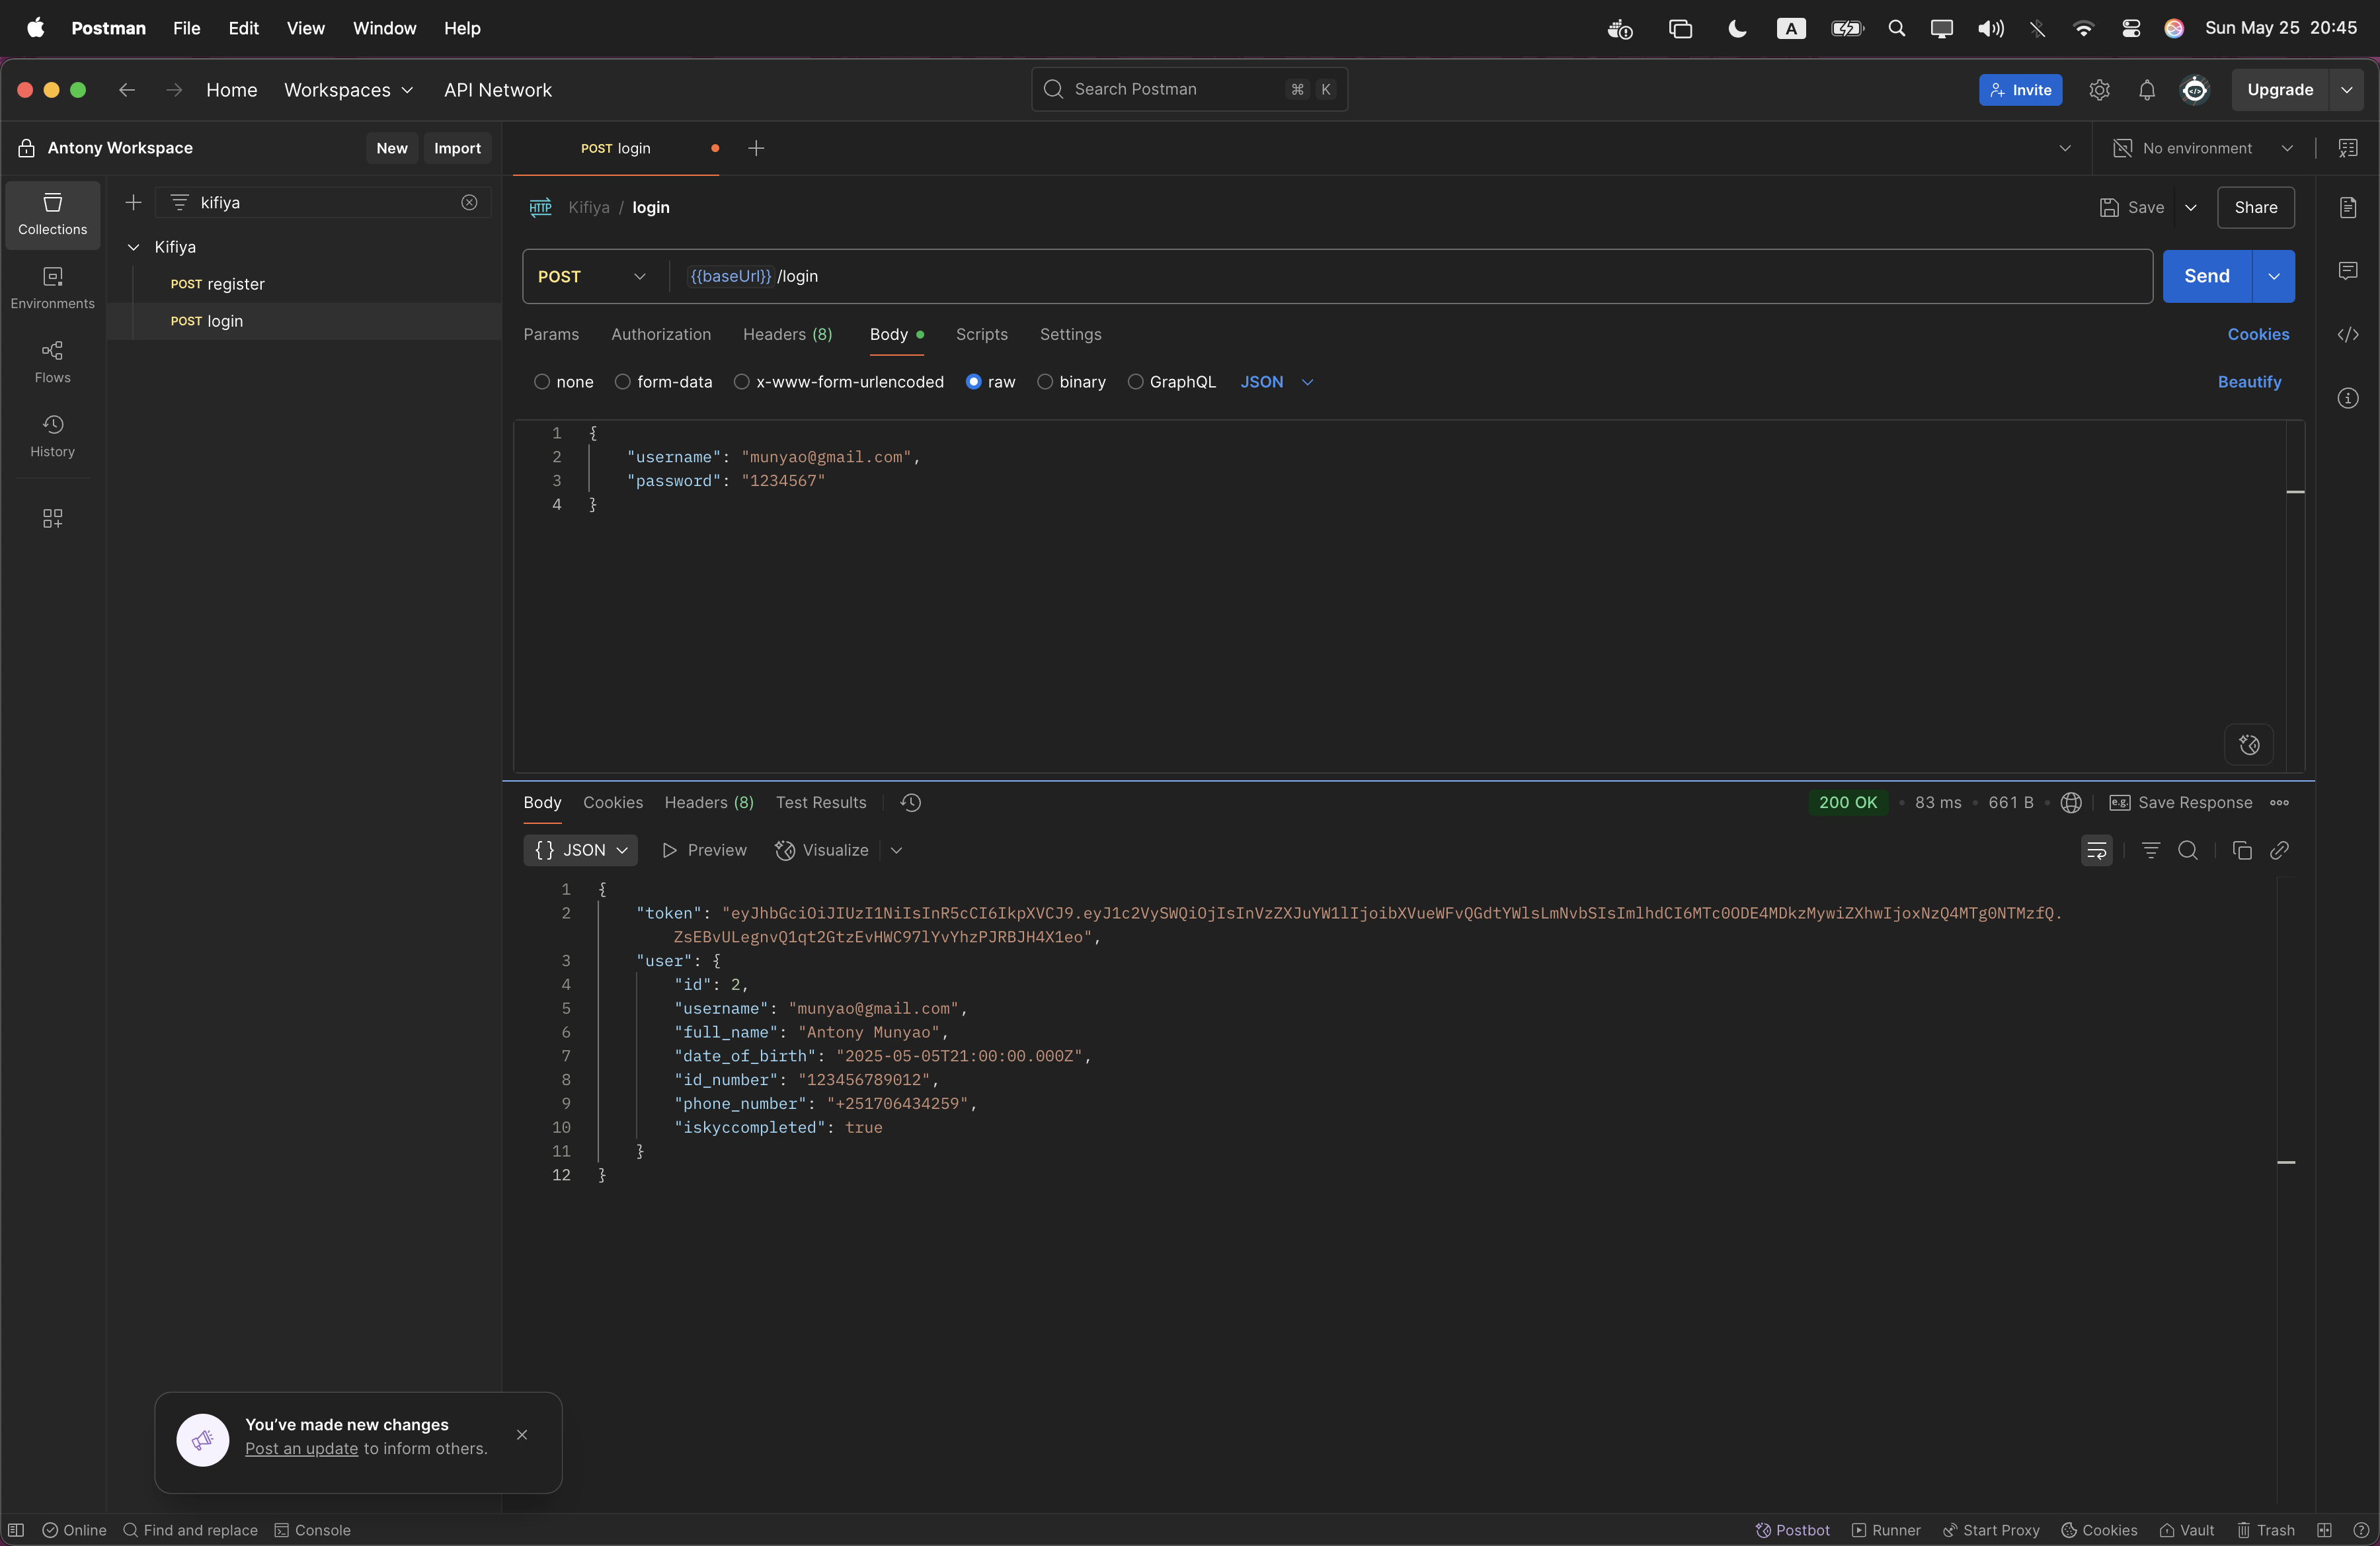 Postman File Edit View Window Help
A
Sun May 25 20:45
Home Workspaces API Network
Search Postman ⌘ K
Invite
Upgrade
Antony Workspace
New Import
POST login
No environment
Collections
Environments
Flows
History
kifiya
Kifiya
POST register
POST login
HTTP Kifiya / login
Save
Share
POST {{baseUrl}} /login
Send
Params Authorization Headers (8) Body Scripts Settings
Cookies
none form-data x-www-form-urlencoded raw binary GraphQL JSON
Beautify
1 {
2 "username": "munyao@gmail.com",
3 "password": "1234567"
4 }
Body Cookies Headers (8) Test Results
200 OK • 83 ms • 661 B • e.g. Save Response
{} JSON Preview Visualize
1 {
2 "token": "eyJhbGciOiJIUzI1NiIsInR5cCI6IkpXVCJ9.eyJ1c2VySWQiOjIsInVzZXJuYW1lIjoibXVueWFvQGdtYWlsLmNvbSIsImlhdCI6MTc0ODE4MDkzMywiZXhwIjoxNzQ4MTg0NTMzfQ.
ZsEBvULegnvQ1qt2GtzEvHWC97lYvYhzPJRBJH4X1eo",
3 "user": {
4 "id": 2,
5 "username": "munyao@gmail.com",
6 "full_name": "Antony Munyao",
7 "date_of_birth": "2025-05-05T21:00:00.000Z",
8 "id_number": "123456789012",
9 "phone_number": "+251706434259",
10 "iskyccompleted": true
11 }
12 }
You've made new changes
Post an update to inform others.
Online Find and replace Console
Postbot Runner Start Proxy Cookies Vault Trash